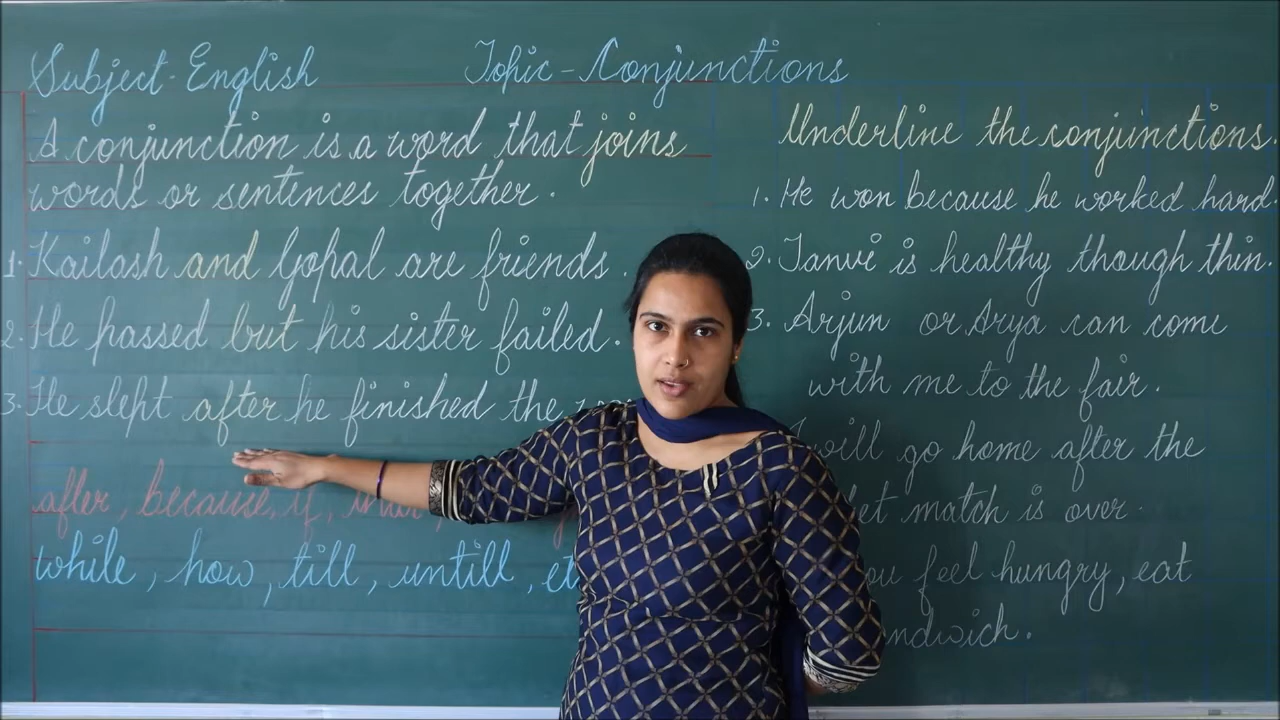 Subject-English
Topic-Conjunctions
A conjunction is a word that joins
words or sentences together.
1. Kailash and Gopal are friends.
2. He passed but his sister failed.
3. He slept after he finished the
after, because, if,
while, how, till, untill,
Underline the conjunctions.
1. He won because he worked hard.
2. Tanvi is healthy though thin.
3. Arjun or Arya can come
with me to the fair.
will go home after the
match is over.
feel hungry, eat